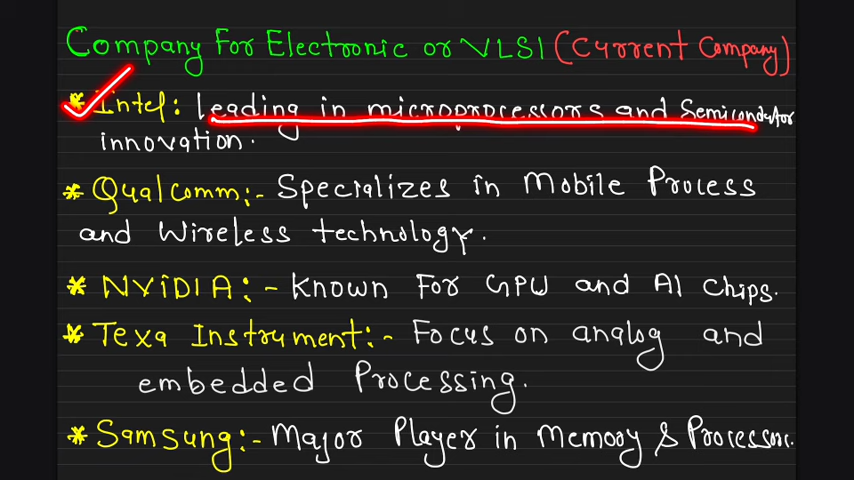 Company For Electronic or VLSI (Current Company)
* Intel: Leading in microprocessors and Semiconductor
innovation.
* Qualcomm:- Specializes in Mobile Process
and Wireless technology.
* NVIDIA:- Known For GPU and AI Chips.
* Texa Instrument:- Focus on analog and
embedded Processing.
* Samsung:- Major Player in Memory & Processor.